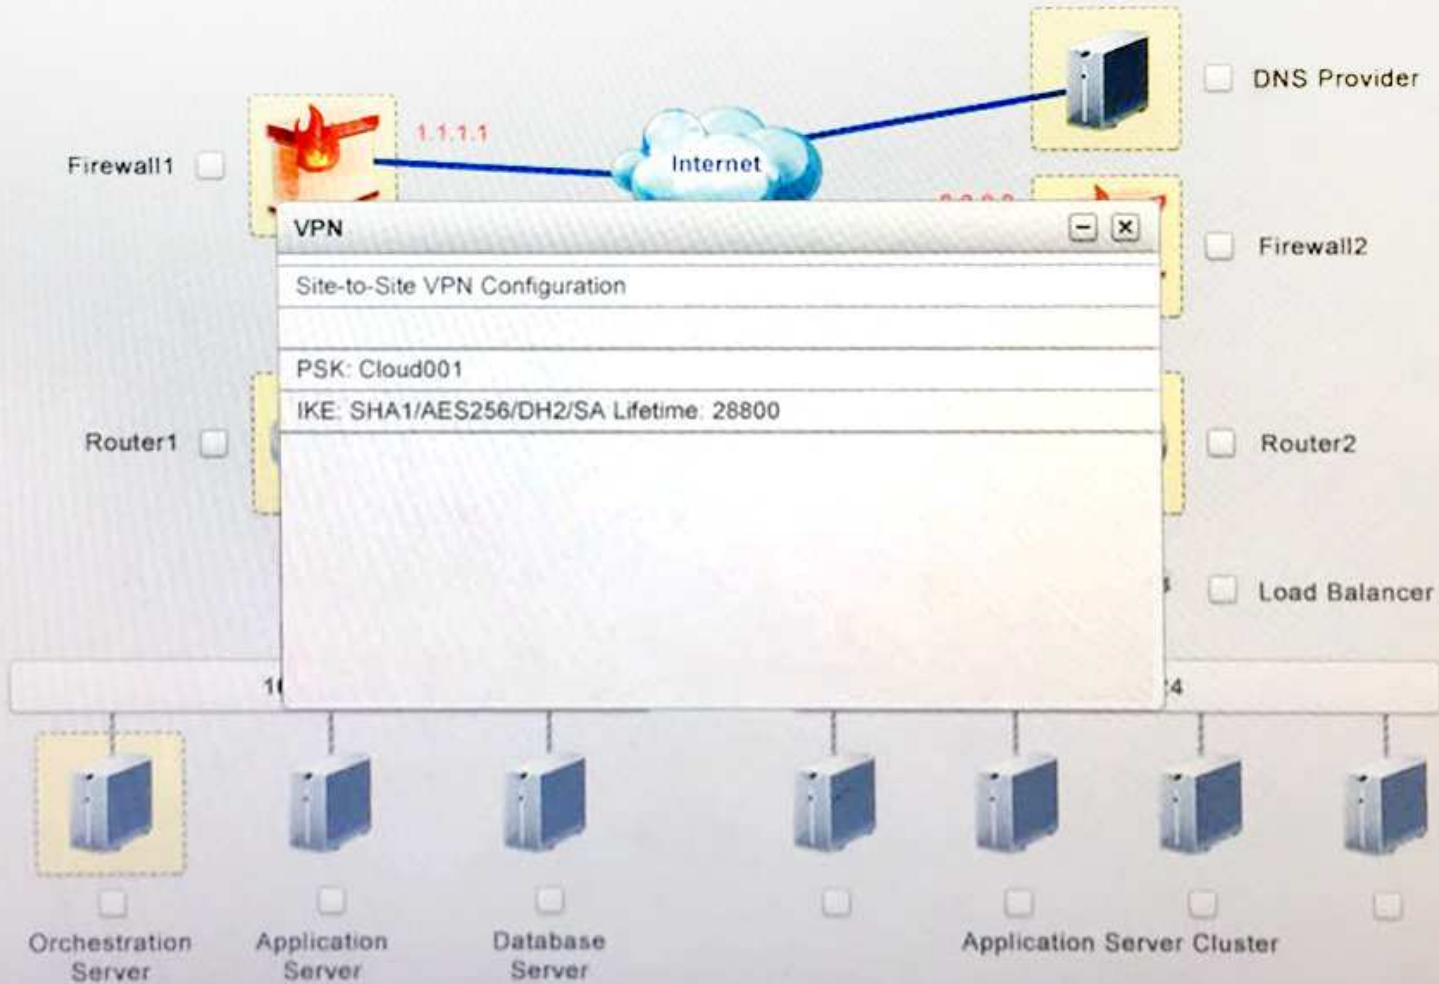 DNS Provider
1.1.1.1
Firewall1
Internet
VPN
Firewall2
Site-to-Site VPN Configuration
PSK: Cloud001
IKE: SHA1/AES256/DH2/SA Lifetime: 28800
Router1
Router2
Load Balancer
Orchestration
Server
Application
Server
Database
Server
Application Server Cluster